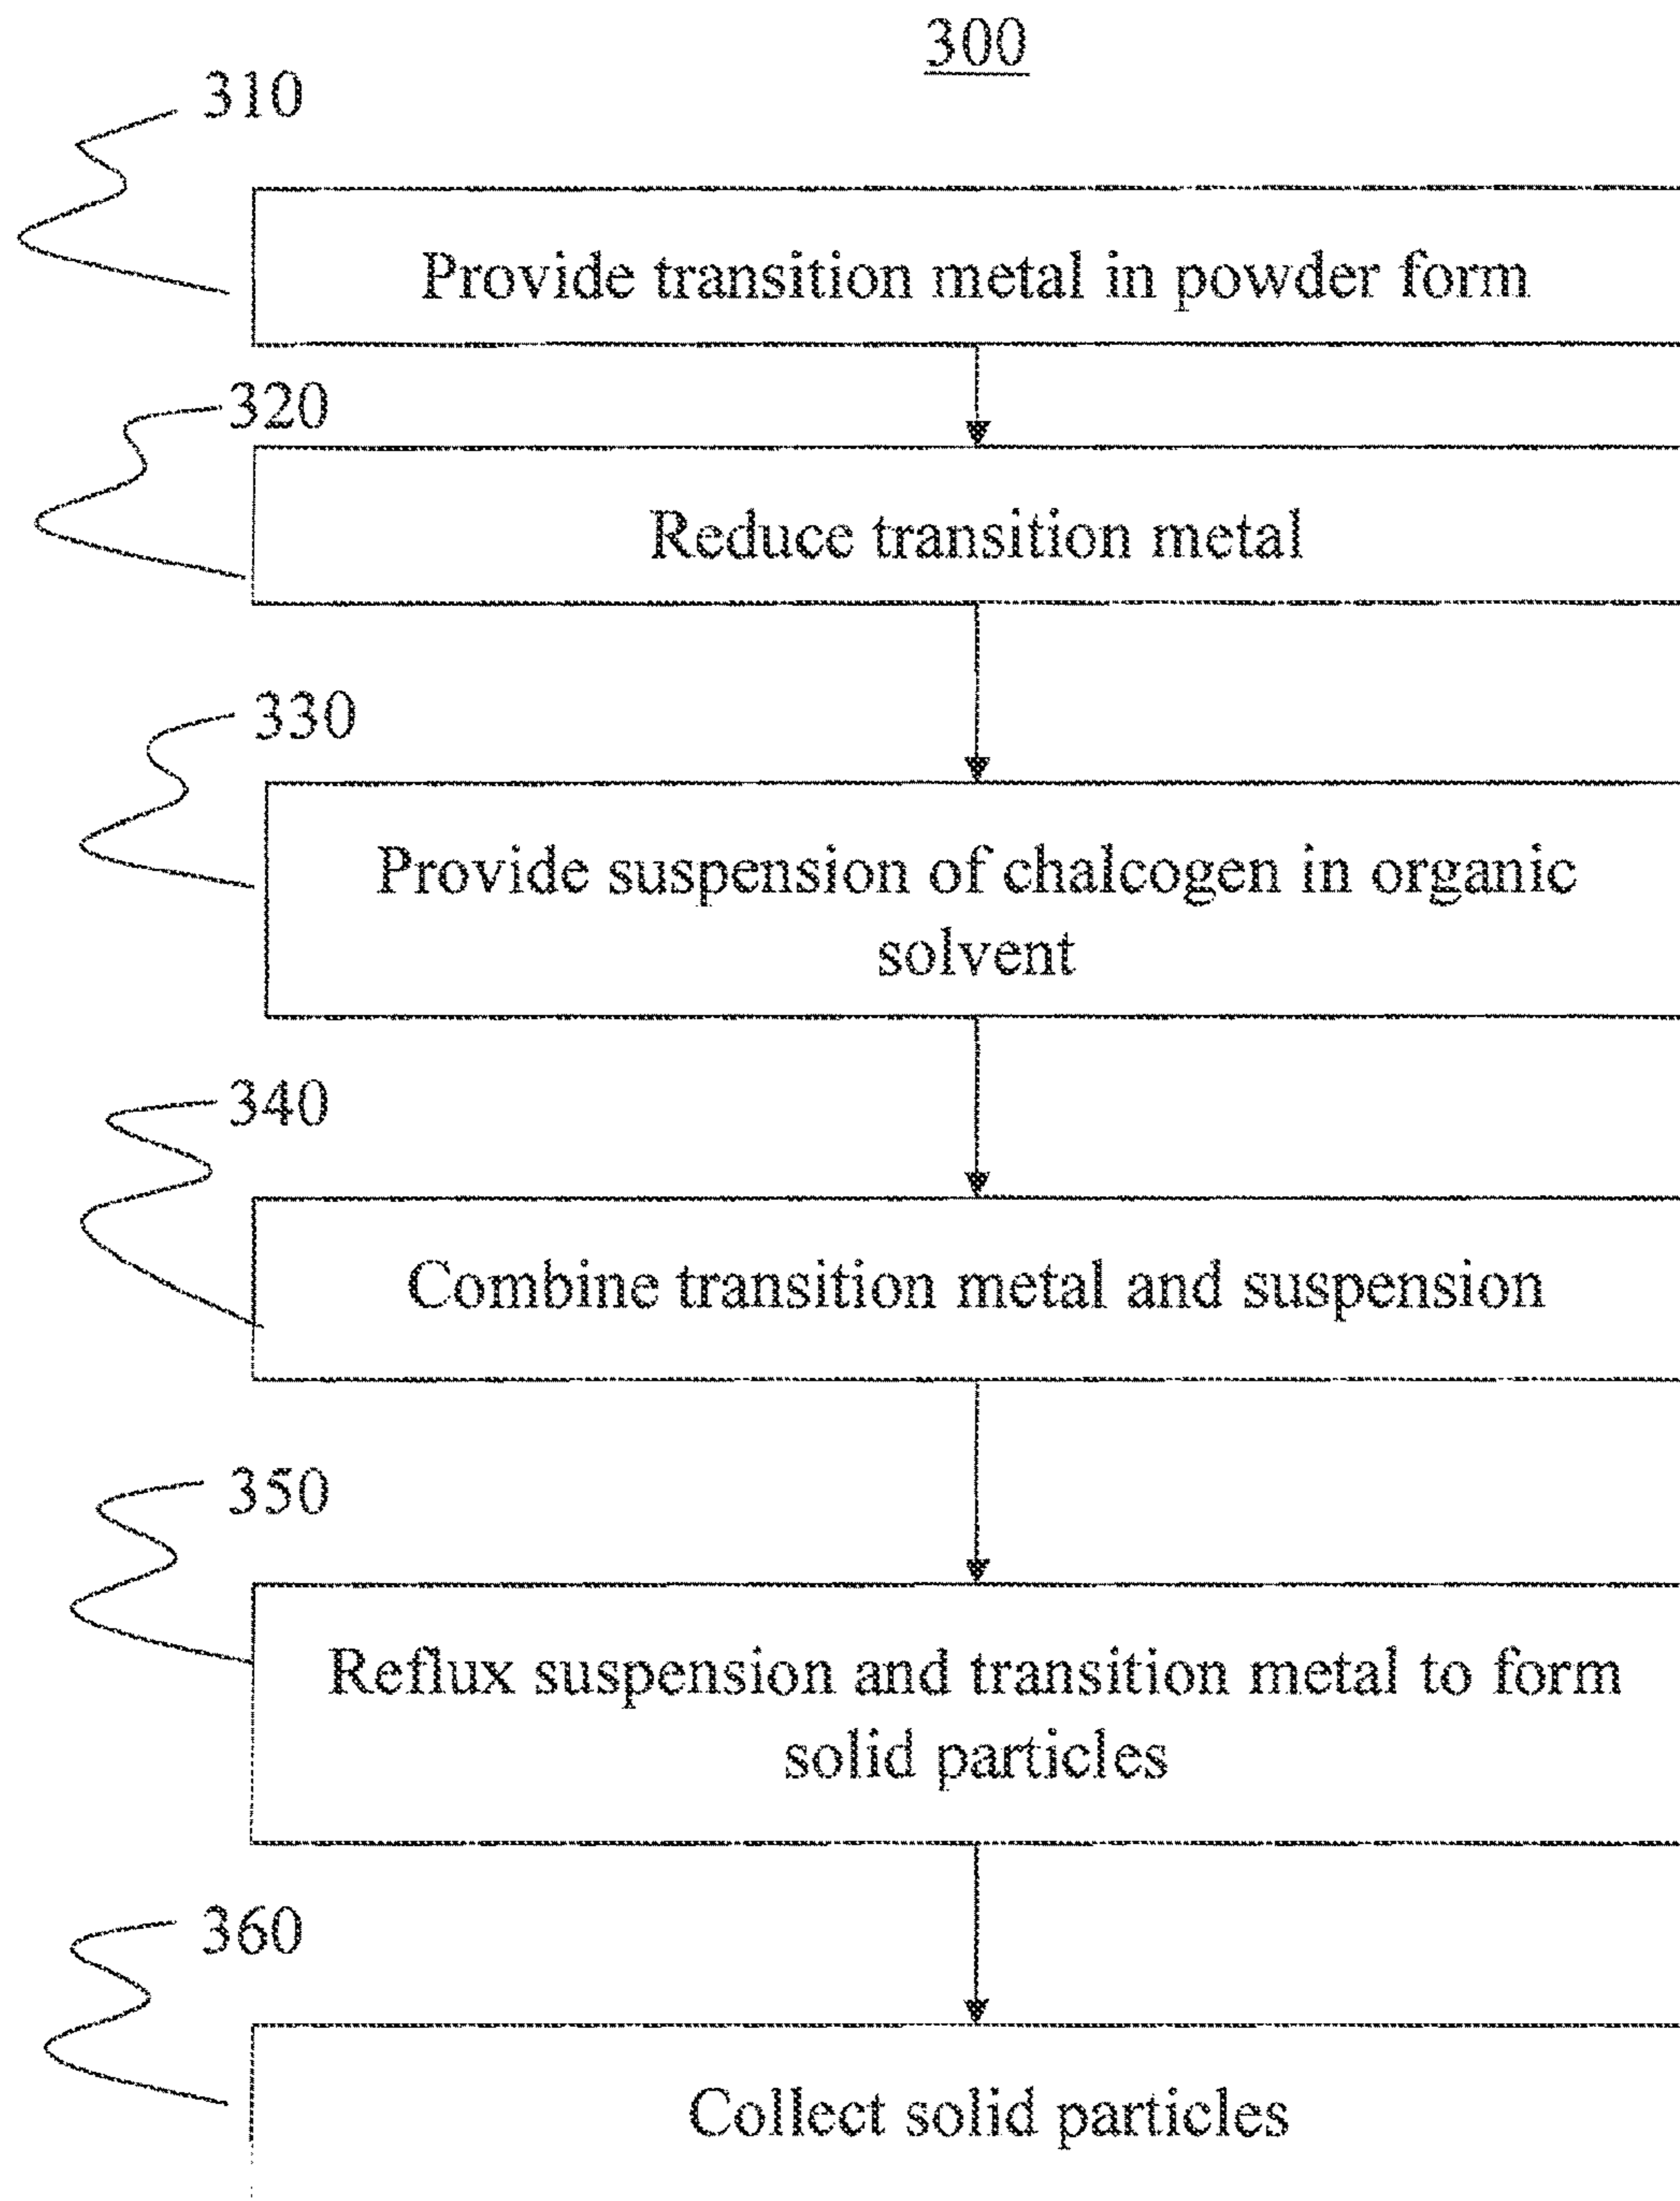 300
310
Provide transition metal in powder form
320
Reduce transition metal
330
Provide suspension of chalcogen in organic
solvent
340
Combine transition metal and suspension
350
Reflux suspension and transition metal to form
solid particles
360
Collect solid particles